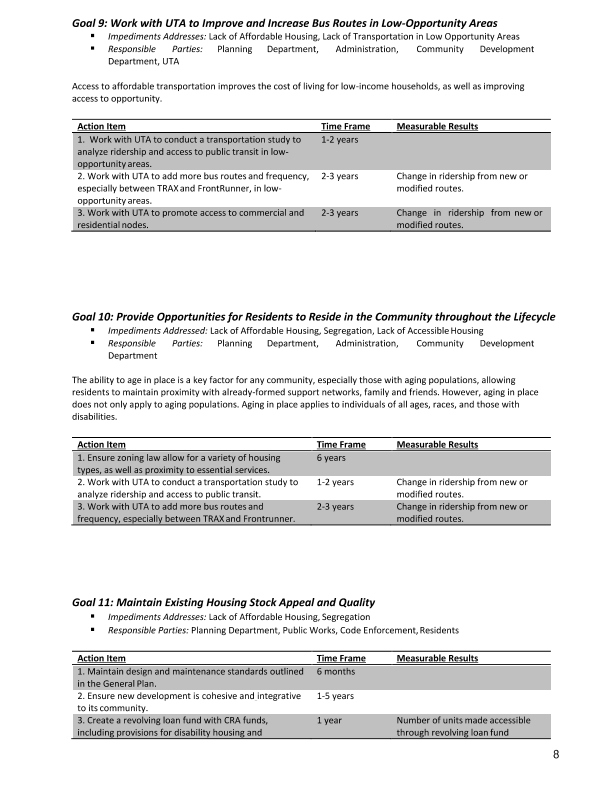 Goal 9: Work with UTA to Improve and Increase Bus Routes in Low-Opportunity Areas
▪ Impediments Addresses: Lack of Affordable Housing, Lack of Transportation in Low Opportunity Areas
▪ Responsible Parties: Planning Department, Administration, Community Development
Department, UTA
Access to affordable transportation improves the cost of living for low-income households, as well as improving
access to opportunity.
Action Item Time Frame Measurable Results
1. Work with UTA to conduct a transportation study to 1-2 years
analyze ridership and access to public transit in low-
opportunity areas.
2. Work with UTA to add more bus routes and frequency, 2-3 years Change in ridership from new or
especially between TRAX and FrontRunner, in low- modified routes.
opportunity areas.
3. Work with UTA to promote access to commercial and 2-3 years Change in ridership from new or
residential nodes. modified routes.
Goal 10: Provide Opportunities for Residents to Reside in the Community throughout the Lifecycle
▪ Impediments Addressed: Lack of Affordable Housing, Segregation, Lack of Accessible Housing
▪ Responsible Parties: Planning Department, Administration, Community Development
Department
The ability to age in place is a key factor for any community, especially those with aging populations, allowing
residents to maintain proximity with already-formed support networks, family and friends. However, aging in place
does not only apply to aging populations. Aging in place applies to individuals of all ages, races, and those with
disabilities.
Action Item Time Frame Measurable Results
1. Ensure zoning law allow for a variety of housing 6 years
types, as well as proximity to essential services.
2. Work with UTA to conduct a transportation study to 1-2 years Change in ridership from new or
analyze ridership and access to public transit. modified routes.
3. Work with UTA to add more bus routes and 2-3 years Change in ridership from new or
frequency, especially between TRAX and Frontrunner. modified routes.
Goal 11: Maintain Existing Housing Stock Appeal and Quality
▪ Impediments Addresses: Lack of Affordable Housing, Segregation
▪ Responsible Parties: Planning Department, Public Works, Code Enforcement, Residents
Action Item Time Frame Measurable Results
1. Maintain design and maintenance standards outlined 6 months
in the General Plan.
2. Ensure new development is cohesive and integrative 1-5 years
to its community.
3. Create a revolving loan fund with CRA funds, 1 year Number of units made accessible
including provisions for disability housing and through revolving loan fund
8